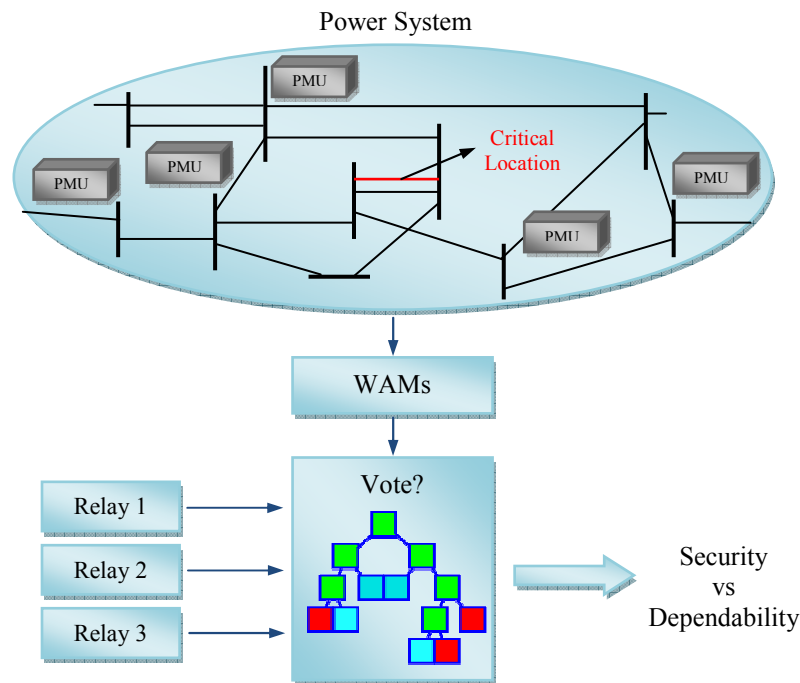 Power System
PMU
PMU
PMU
PMU
PMU
Critical
Location
WAMs
Vote?
Relay 1
Relay 2
Relay 3
Security
vs
Dependability